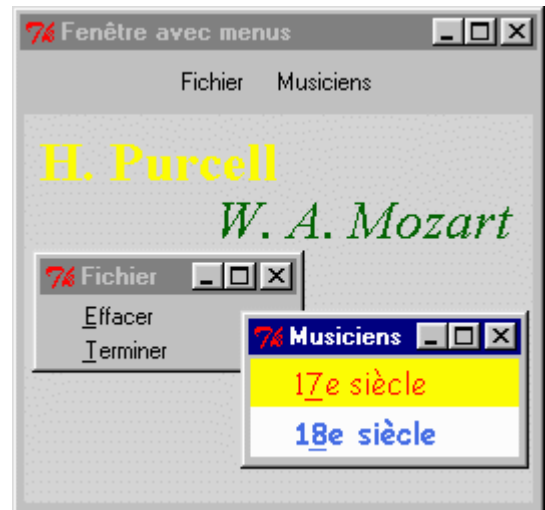 Fenêtre avec menus
Fichier Musiciens
H. Purcell
W. A. Mozart
Fichier
Effacer
Terminer
Musiciens
17e siècle
18e siècle